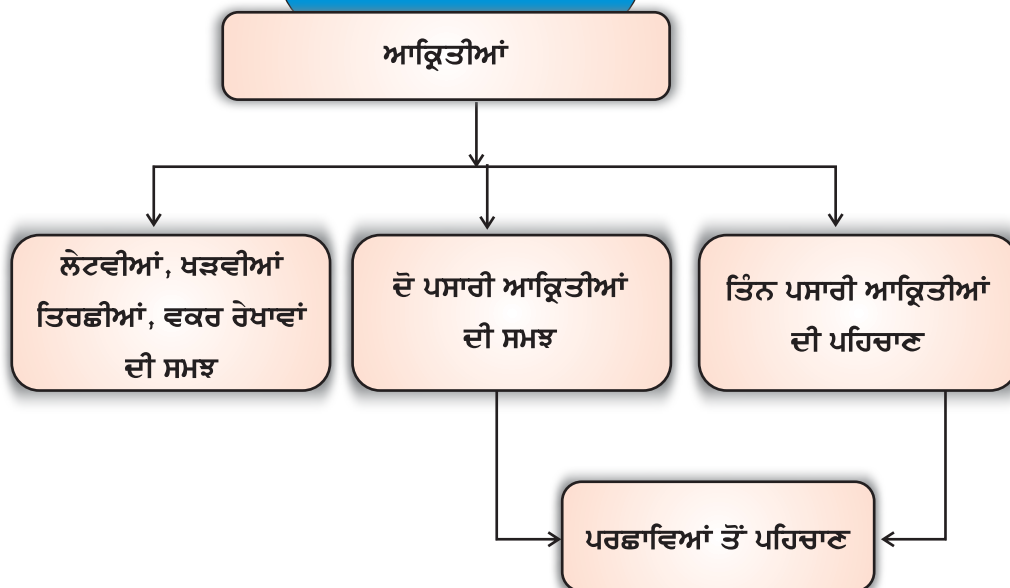 ਆਕ੍ਰਿਤੀਆਂ
ਲੇਟਵੀਆਂ, ਖੜਵੀਆਂ
ਤਿਰਛੀਆਂ, ਵਕਰ ਰੇਖਾਵਾਂ
ਦੀ ਸਮਝ
ਦੋ ਪਸਾਰੀ ਆਕ੍ਰਿਤੀਆਂ
ਦੀ ਸਮਝ
ਤਿੰਨ ਪਸਾਰੀ ਆਕ੍ਰਿਤੀਆਂ
ਦੀ ਪਹਿਚਾਣ
ਪਰਛਾਵਿਆਂ ਤੋਂ ਪਹਿਚਾਣ